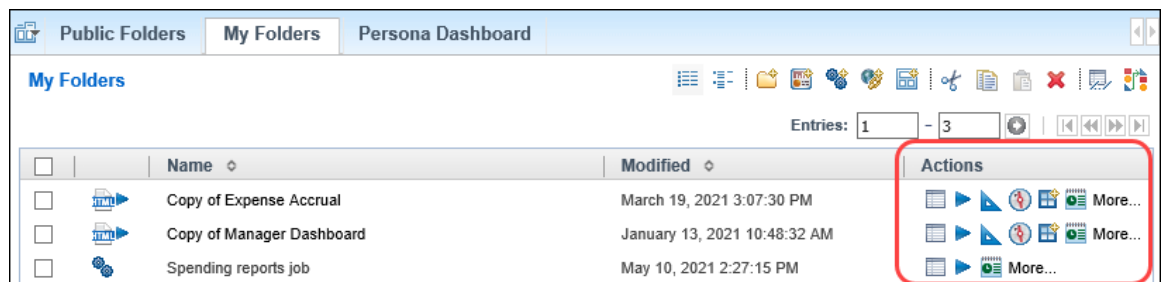 Public Folders My Folders Persona Dashboard
My Folders
Entries: 1 - 3
Name Modified Actions
HTML Copy of Expense Accrual March 19, 2021 3:07:30 PM More...
HTML Copy of Manager Dashboard January 13, 2021 10:48:32 AM More...
Spending reports job May 10, 2021 2:27:15 PM More...